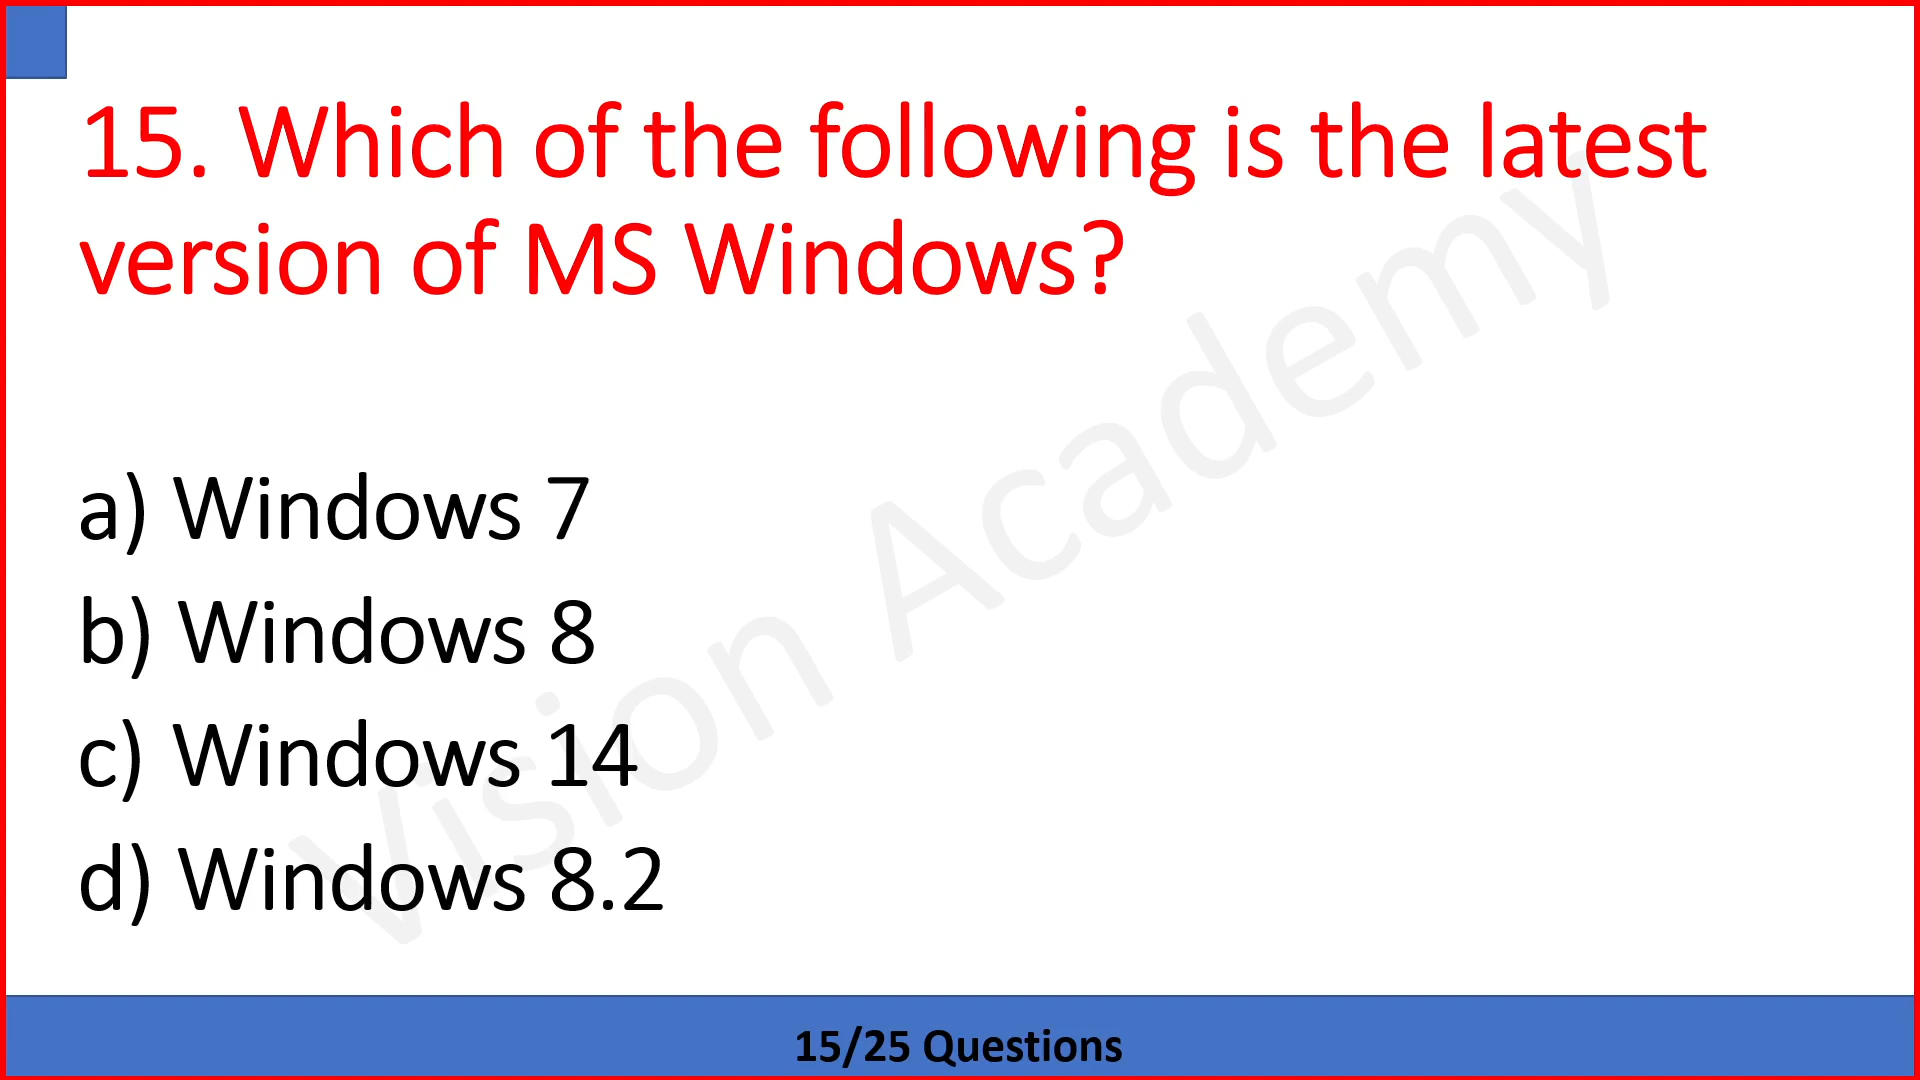 15. Which of the following is the latest
version of MS Windows?
a) Windows 7
b) Windows 8
c) Windows 14
d) Windows 8.2
Vision Academy
15/25 Questions